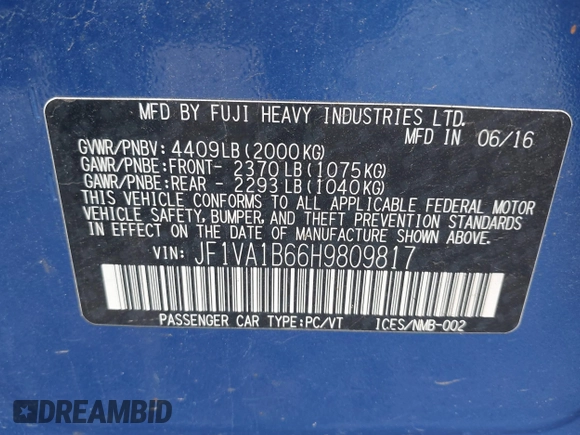 MFD BY FUJI HEAVY INDUSTRIES LTD.
MFD IN 06/16
GVWR/PNBV: 4409LB(2000KG)
GAWR/PNBE:FRONT- 2370LB(1075KG)
GAWR/PNBE:REAR - 2293LB(1040KG)
THIS VEHICLE CONFORMS TO ALL APPLICABLE FEDERAL MOTOR
VEHICLE SAFETY, BUMPER, AND THEFT PREVENTION STANDARDS
IN EFFECT ON THE DATE OF MANUFACTURE SHOWN ABOVE.
VIN: JF1VA1B66H9809817
PASSENGER CAR TYPE:PC/VT ICES/NMB-002
DREAMBID